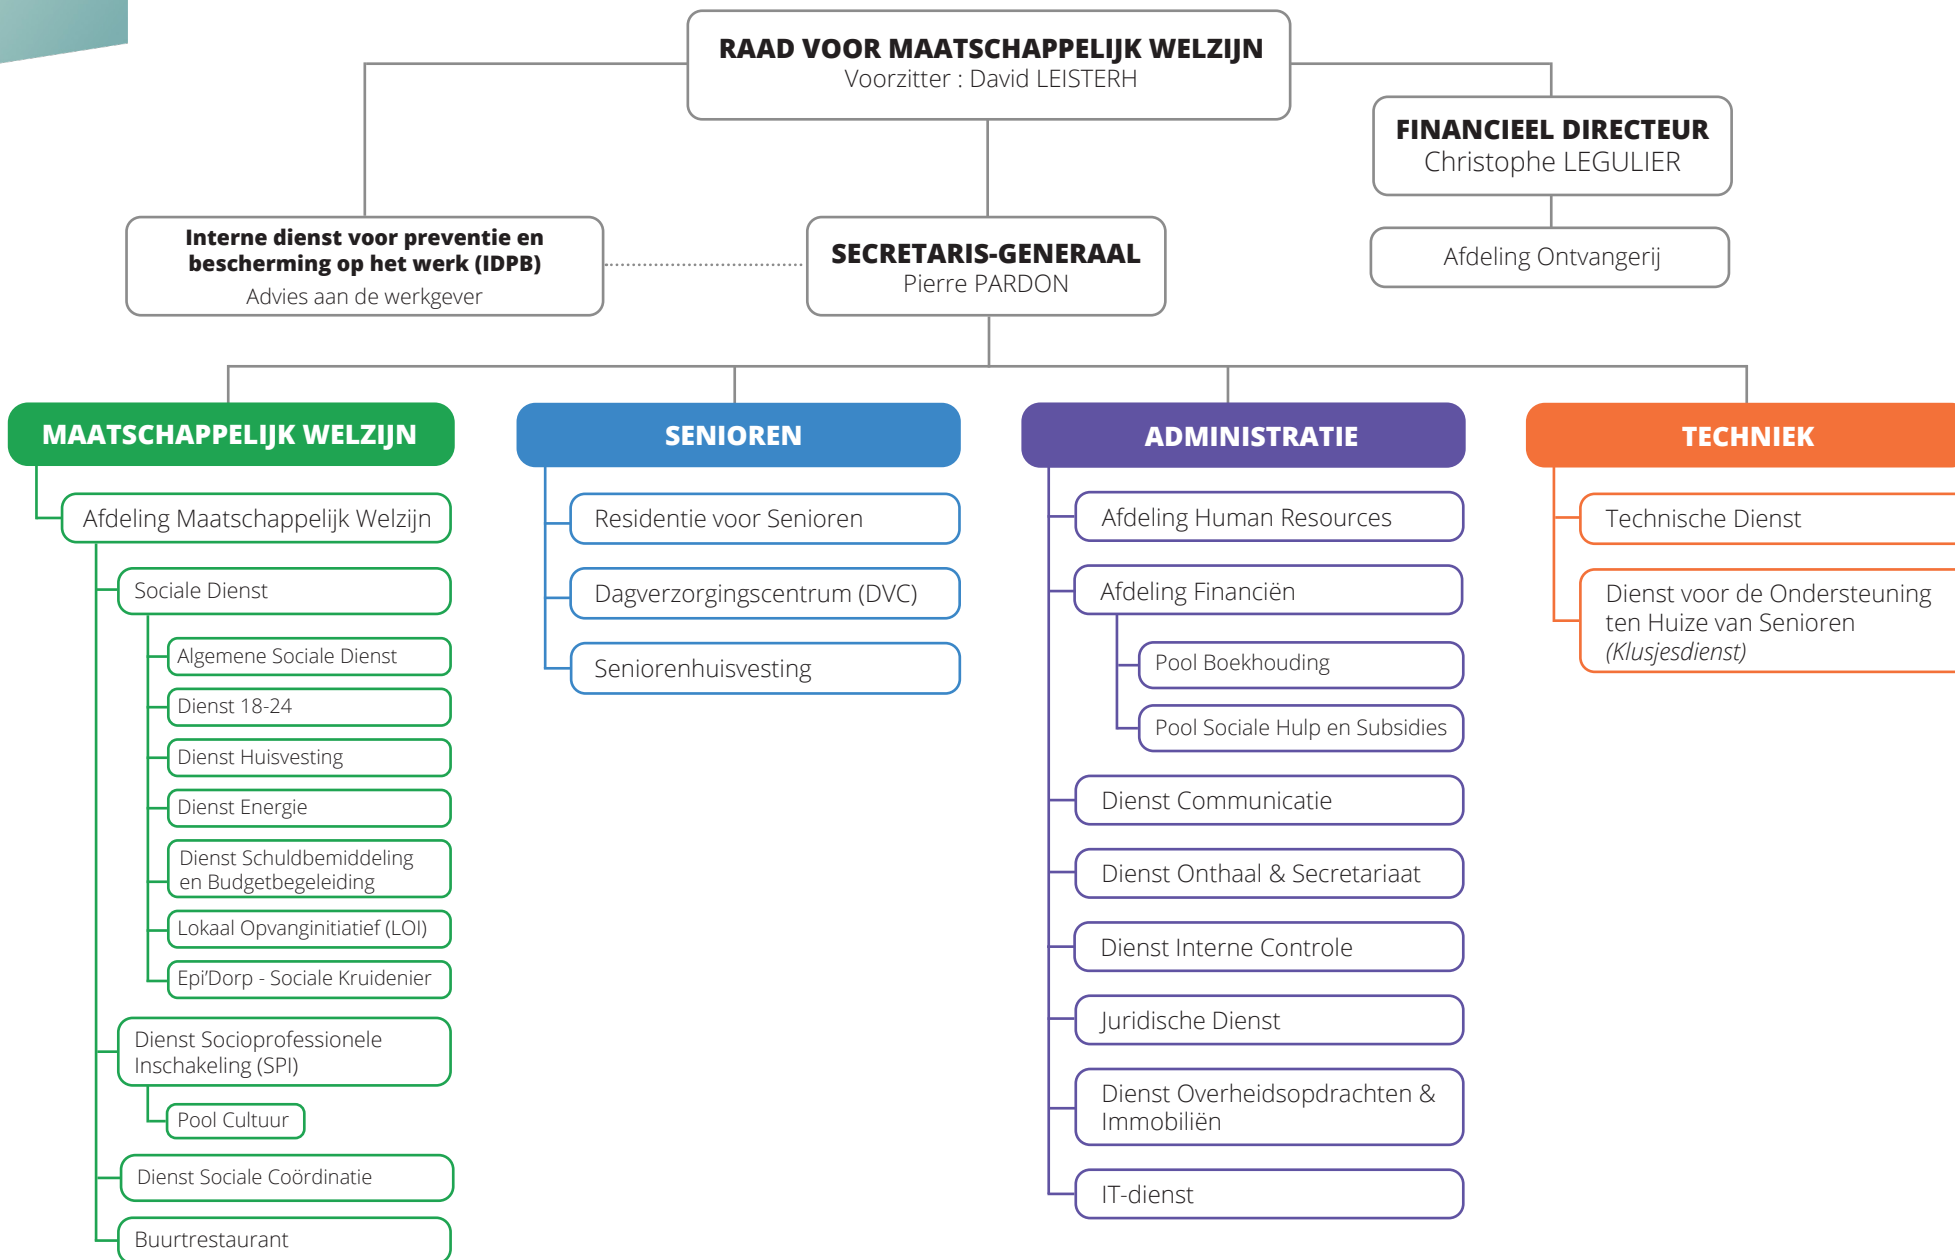 RAAD VOOR MAATSCHAPPELIJK WELZIJN
Voorzitter : David LEISTERH
FINANCIEEL DIRECTEUR
Christophe LEGULIER
Afdeling Ontvangerij
Interne dienst voor preventie en
bescherming op het werk (IDPB)
Advies aan de werkgever
SECRETARIS-GENERAAL
Pierre PARDON
MAATSCHAPPELIJK WELZIJN
Afdeling Maatschappelijk Welzijn
Sociale Dienst
Algemene Sociale Dienst
Dienst 18-24
Dienst Huisvesting
Dienst Energie
Dienst Schuldbemiddeling
en Budgetbegeleiding
Lokaal Opvanginitiatief (LOI)
Epi’Dorp - Sociale Kruidenier
Dienst Socioprofessionele
Inschakeling (SPI)
Pool Cultuur
Dienst Sociale Coördinatie
Buurtrestaurant
SENIOREN
Residentie voor Senioren
Dagverzorgingscentrum (DVC)
Seniorenhuisvesting
ADMINISTRATIE
Afdeling Human Resources
Afdeling Financiën
Pool Boekhouding
Pool Sociale Hulp en Subsidies
Dienst Communicatie
Dienst Onthaal & Secretariaat
Dienst Interne Controle
Juridische Dienst
Dienst Overheidsopdrachten &
Immobiliën
IT-dienst
TECHNIEK
Technische Dienst
Dienst voor de Ondersteuning
ten Huize van Senioren
(Klusjesdienst)